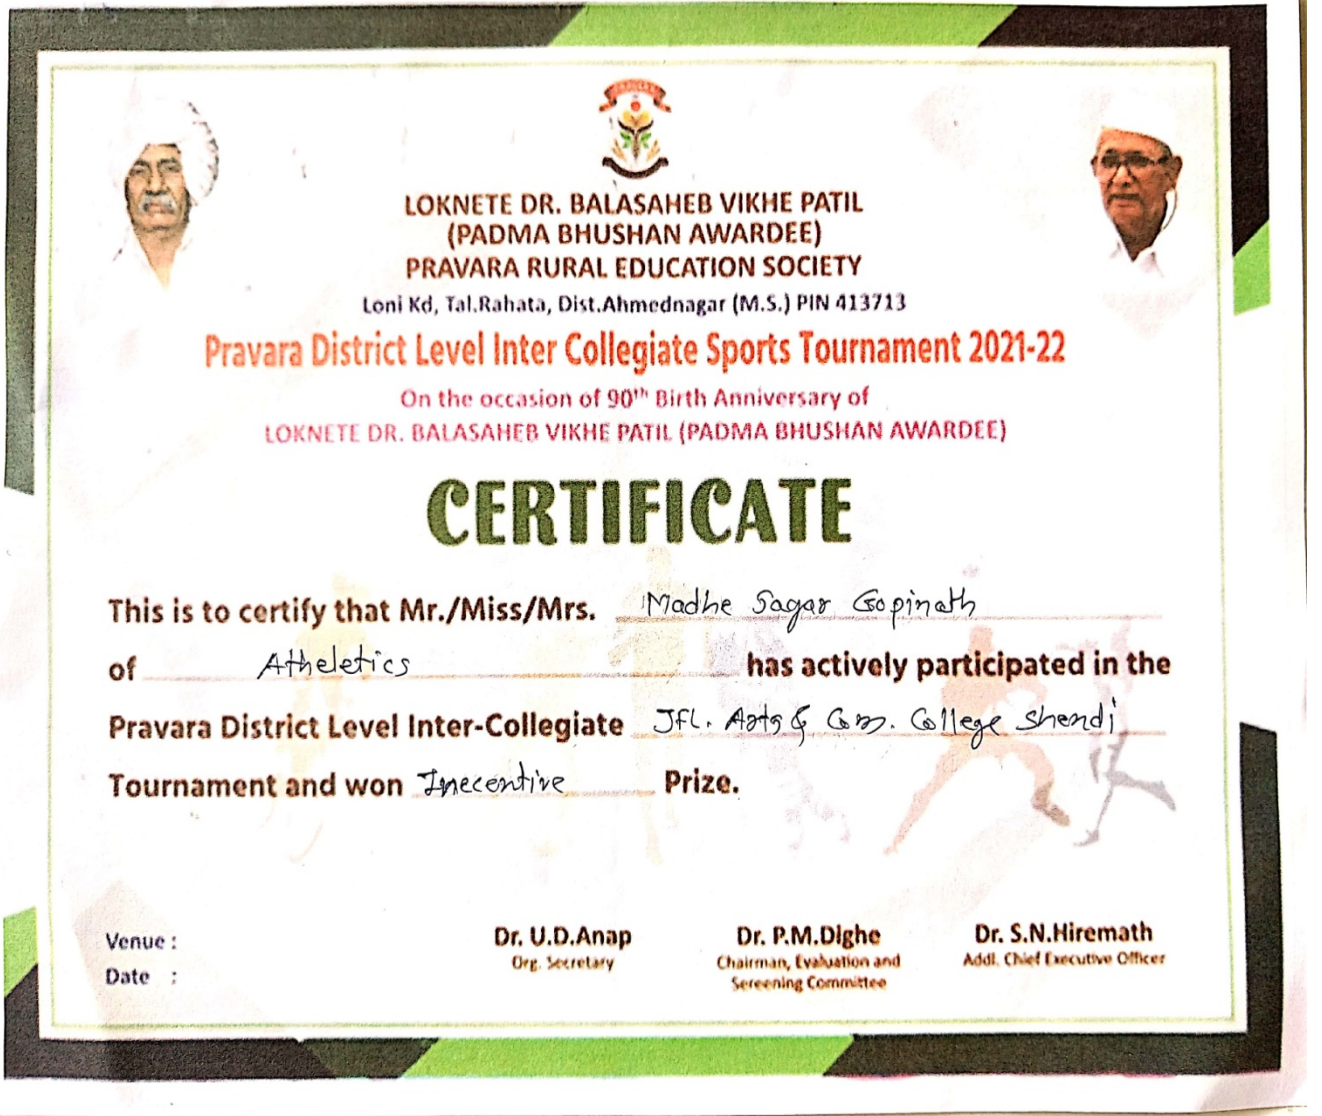 LOKNETE DR. BALASAHEB VIKHE PATIL
(PADMA BHUSHAN AWARDEE)
PRAVARA RURAL EDUCATION SOCIETY
Loni Kd, Tal.Rahata, Dist.Ahmednagar (M.S.) PIN 413713
Pravara District Level Inter Collegiate Sports Tournament 2021-22
On the occasion of 90th Birth Anniversary of
LOKNETE DR. BALASAHEB VIKHE PATIL (PADMA BHUSHAN AWARDEE)
CERTIFICATE
This is to certify that Mr./Miss/Mrs. Madhe Sagar Gopinath
of Atheletics has actively participated in the
Pravara District Level Inter-Collegiate Jfl. Arts & Com. College Shendi
Tournament and won Inecentive Prize.
Venue :
Date :
Dr. U.D.Anap
Org. Secretary
Dr. P.M.Dighe
Chairman, Evaluation and
Sereening Committee
Dr. S.N.Hiremath
Addl. Chief Executive Officer